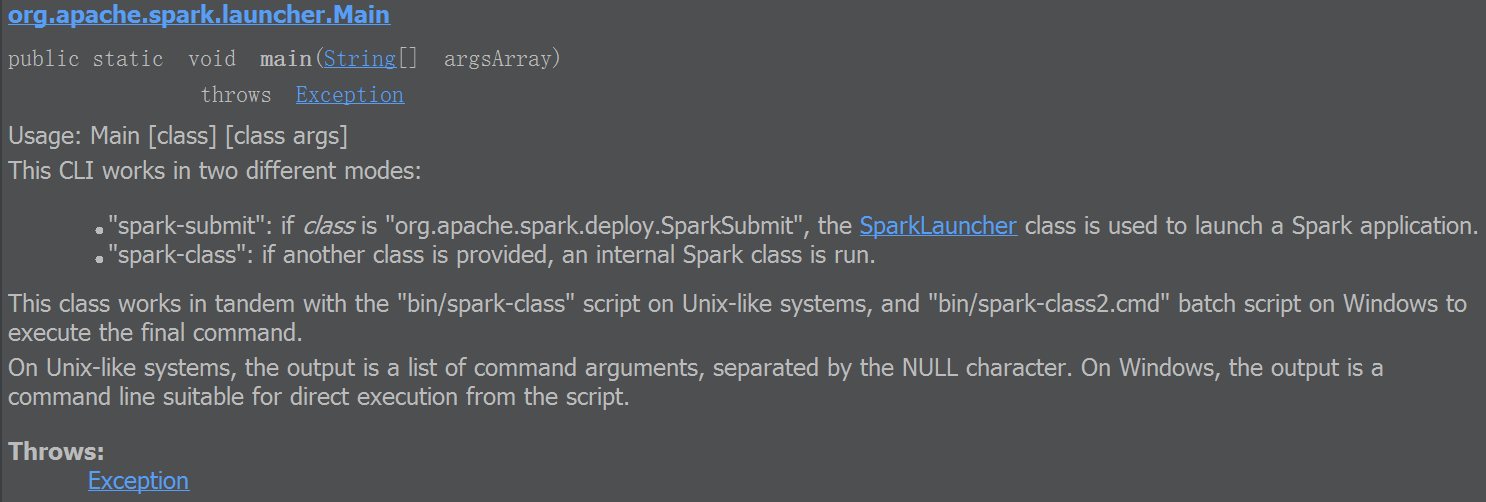 org.apache.spark.launcher.Main
public static void main(String[] argsArray)
throws Exception
Usage: Main [class] [class args]
This CLI works in two different modes:
• "spark-submit": if class is "org.apache.spark.deploy.SparkSubmit", the SparkLauncher class is used to launch a Spark application.
• "spark-class": if another class is provided, an internal Spark class is run.
This class works in tandem with the "bin/spark-class" script on Unix-like systems, and "bin/spark-class2.cmd" batch script on Windows to
execute the final command.
On Unix-like systems, the output is a list of command arguments, separated by the NULL character. On Windows, the output is a
command line suitable for direct execution from the script.
Throws:
Exception